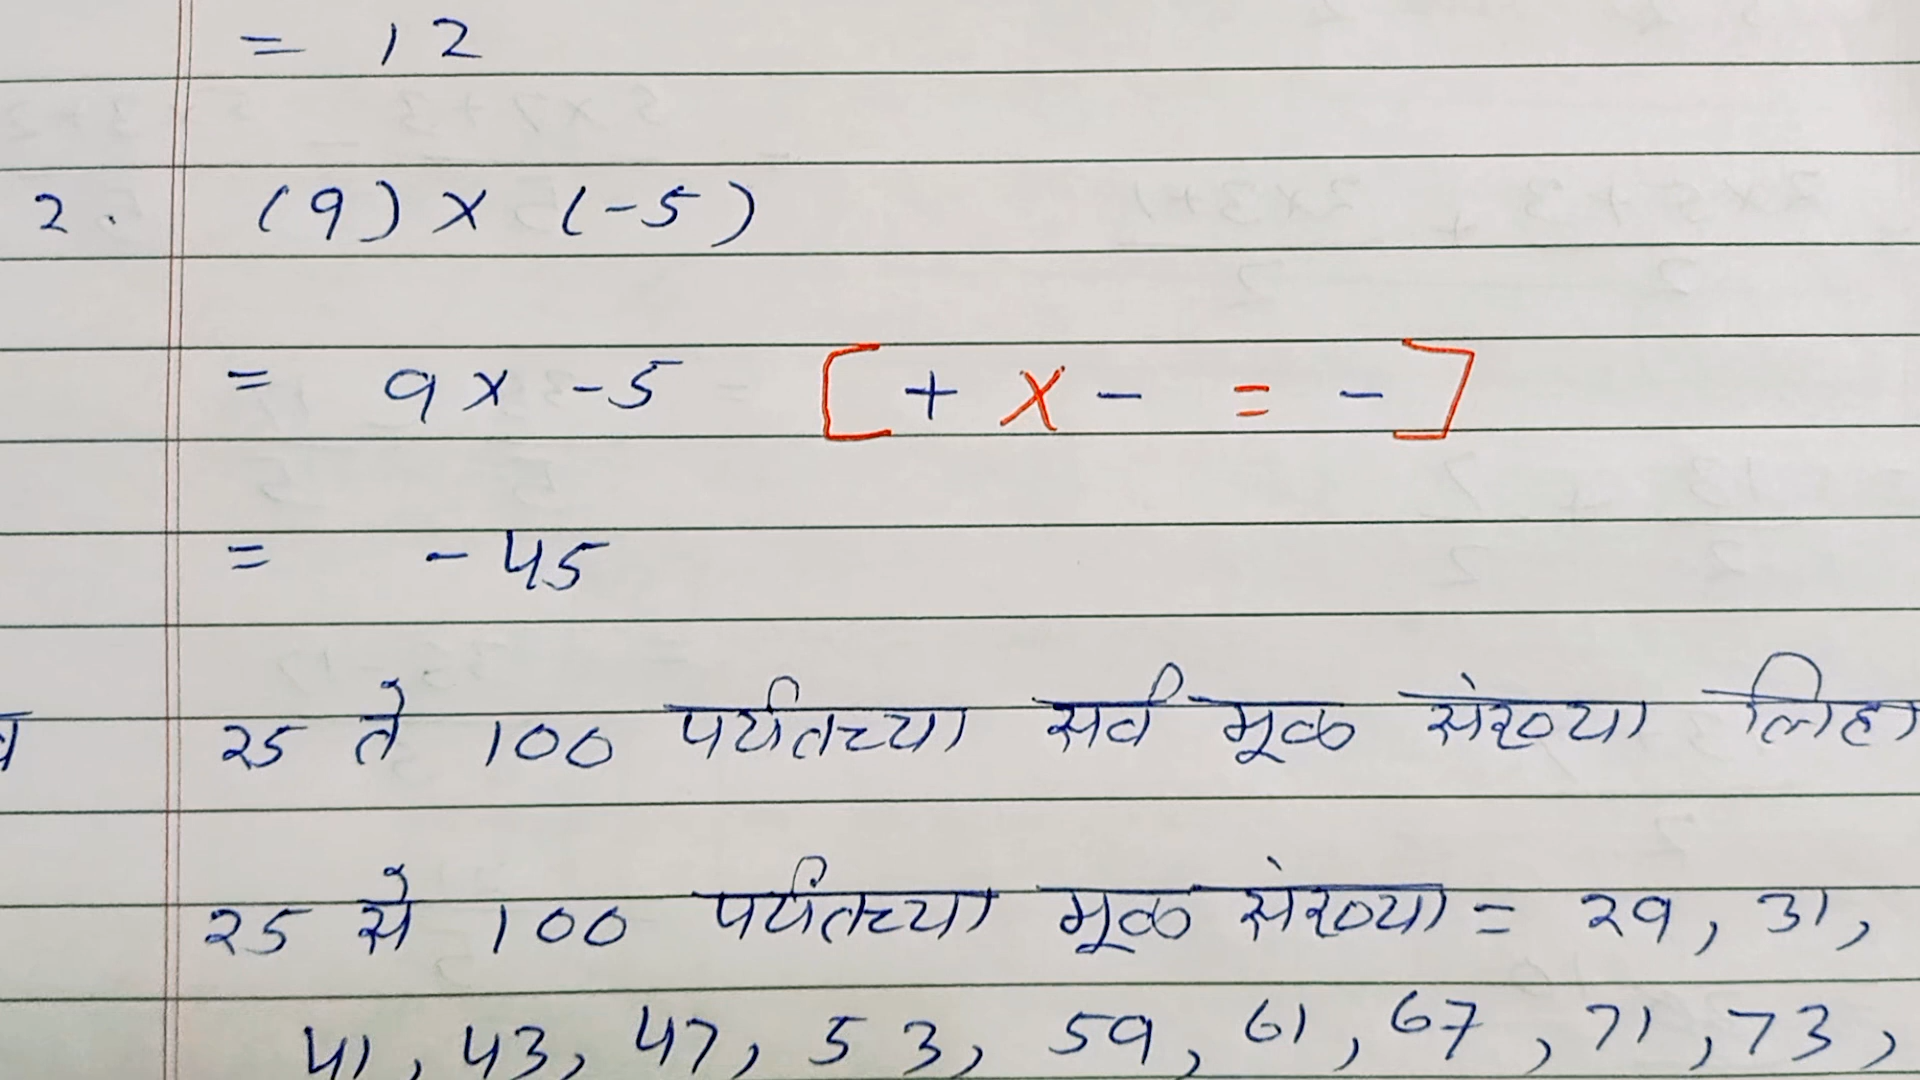 = 12
2. (9) x (-5)
= 9 x -5 [ + x - = - ]
= - 45
25 ते 100 पर्यंतच्या सर्व मूळ संख्या लिहा
25 से 100 पर्यंतच्या मूळ संख्या = 29, 31,
41, 43, 47, 53, 59, 61, 67, 71, 73,